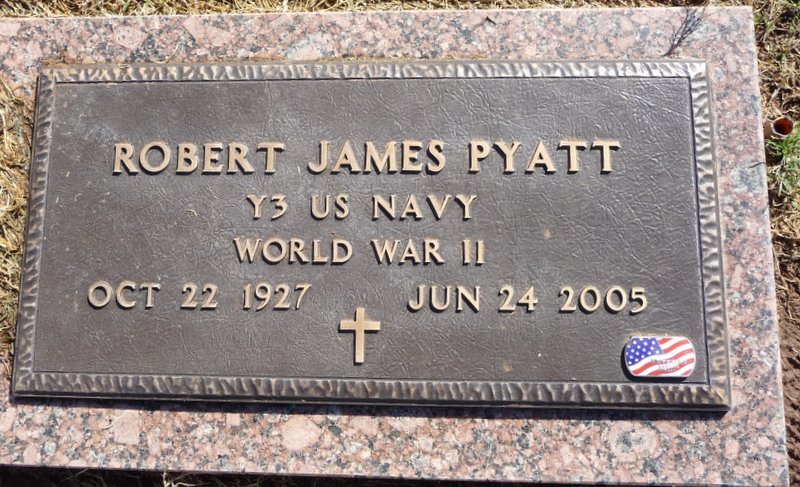 ROBERT JAMES PYATT
Y3 US NAVY
WORLD WAR II
OCT 22 1927 JUN 24 2005